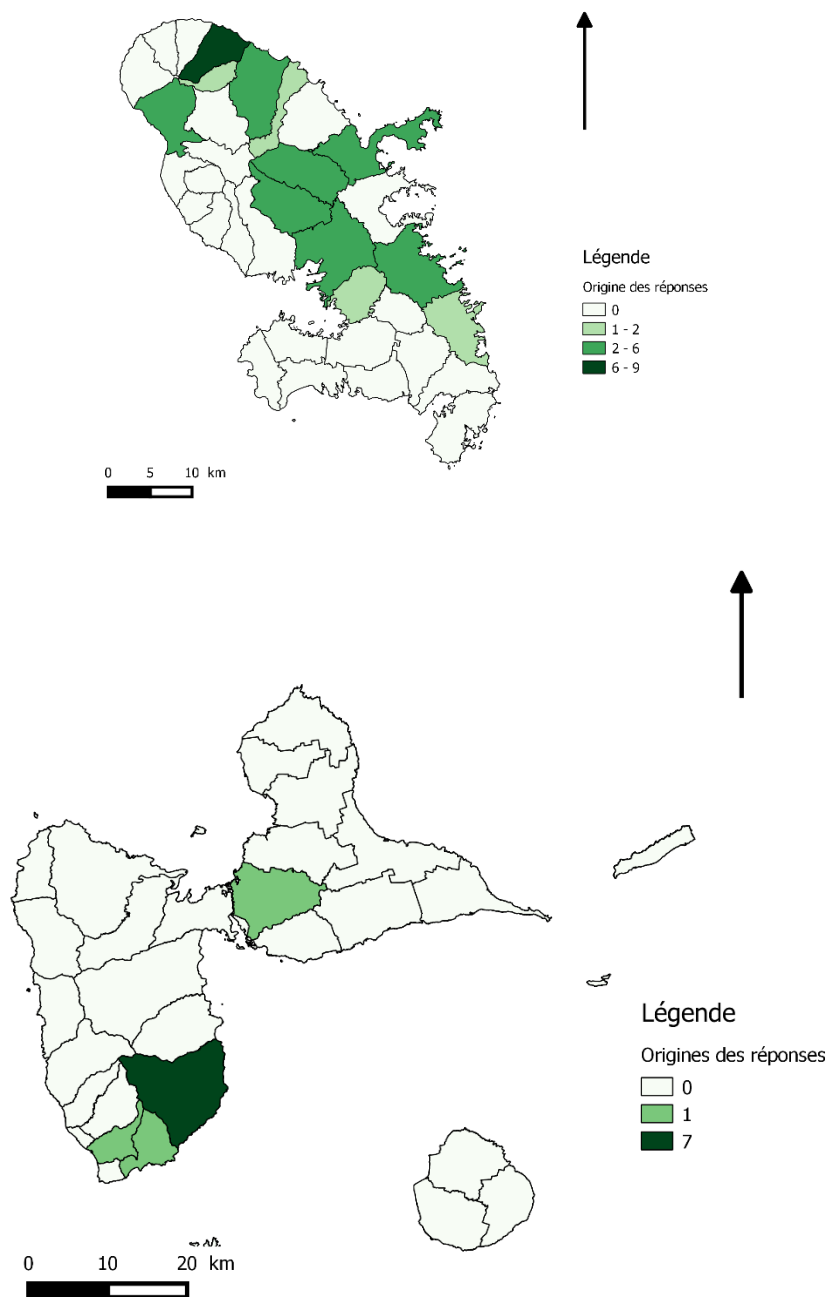 Légende
Origine des réponses
0
1 - 2
2 - 6
6 - 9
0 5 10 km
Légende
Origines des réponses
0
1
7
0 10 20 km